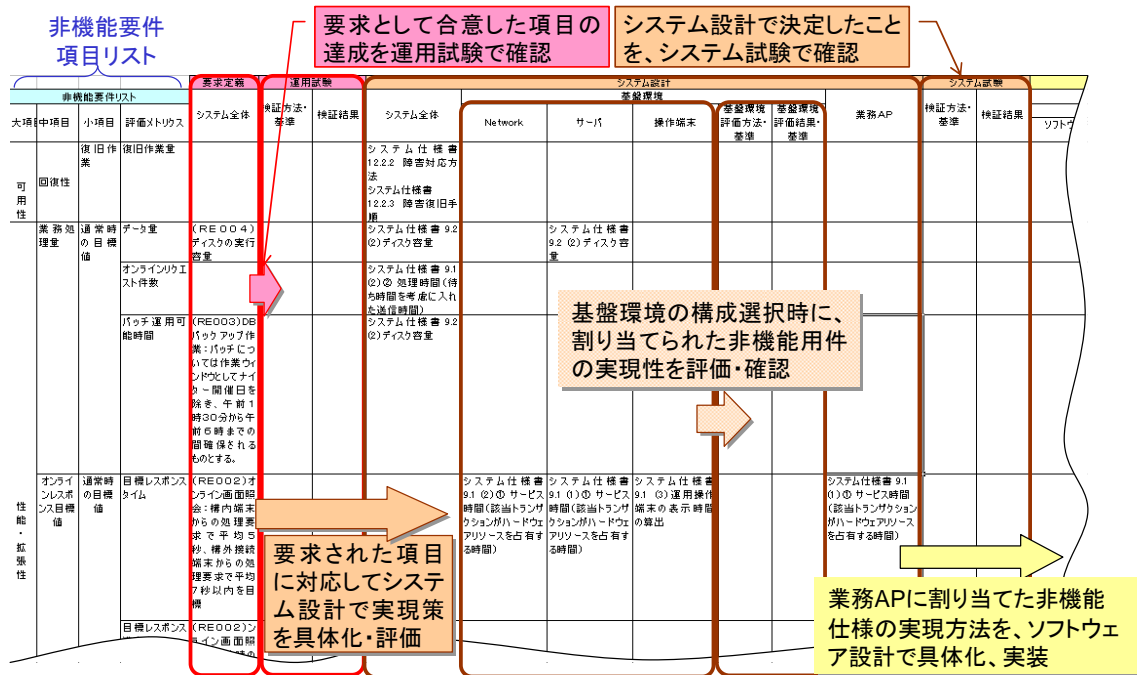 非機能要件
項目リスト
要求として合意した項目の
達成を運用試験で確認
システム設計で決定したこと
を、システム試験で確認
要求定義
運用試験
システム設計
システム試験
非機能要件リスト
基盤環境
大項
中項目
小項目
評価メトリクス
システム全体
検証方法・
基準
検証結果
システム全体
Network
サーバ
操作端末
基盤環境
評価方法・
基準
基盤環境
評価結果・
基準
業務AP
検証方法・
基準
検証結果
ソフトウ
可
用
性
回復性
復旧作
業
復旧作業量
システム仕様書
12.2.2 障害対応方
法
システム仕様書
12.2.3 障害復旧手
順
業務処
理量
通常時
の目標
値
データ量
(RE004)
ディスクの実行
容量
システム仕様書 9.2
(2)ディスク容量
システム仕様書
9.2 (2)ディスク容
量
オンラインリクエ
スト件数
システム仕様書 9.1
(2)② 処理時間(待
ち時間を考慮に入れ
た送信時間)
バッチ運用可
能時間
(RE003)DB
バックアップ作
業:バッチにつ
いては作業ウィ
ンドウとしてナイ
ター開催日を
除き、午前1
時30分から午
前6時までの
間確保される
ものとする。
システム仕様書 9.2
(2)ディスク容量
基盤環境の構成選択時に、
割り当てられた非機能用件
の実現性を評価・確認
性
能
・
拡
張
性
オンライ
ンレスポ
ンス目標
値
通常時
の目標
値
目標レスポンス
タイム
(RE002)オ
ンライン画面照
会:構内端末
からの処理要
求で平均5
秒、構外接続
端末からの処
理要求で平均
7秒以内を目
標
システム仕様書
9.1 (2)① サービス
時間(該当トランザ
クションがハードウェ
アリソースを占有す
る時間)
システム仕様書
9.1 (1)① サービス
時間(該当トランザ
クションがハードウェ
アリソースを占有す
る時間)
システム仕様書
9.1 (3)運用操作
端末の表示時間
の算出
システム仕様書 9.1
(1)① サービス時間
(該当トランザクション
がハードウェアリソース
を占有する時間)
要求された項目
に対応してシステ
ム設計で実現策
を具体化・評価
業務APに割り当てた非機能
仕様の実現方法を、ソフトウェ
ア設計で具体化、実装
目標レスポンス
(RE002)オ
ライン画面照